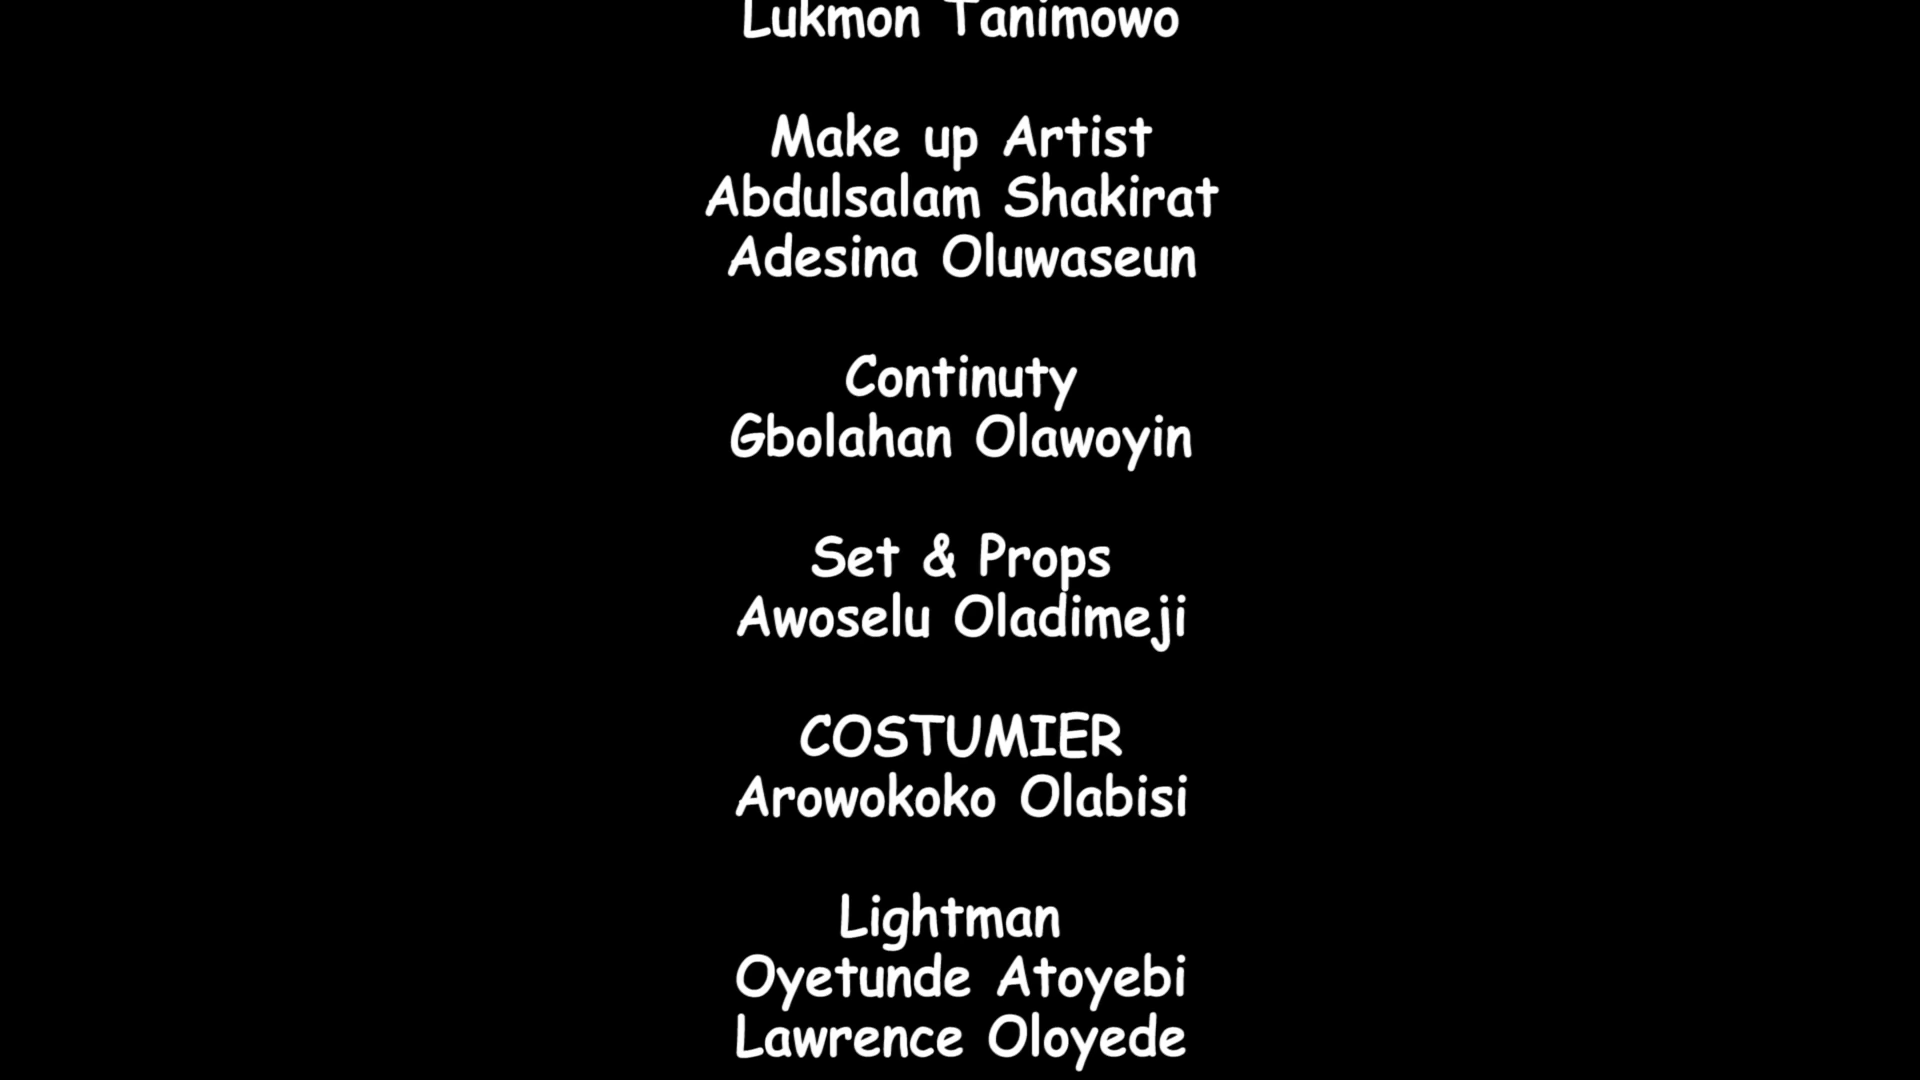 Lukmon Tanimowo
Make up Artist
Abdulsalam Shakirat
Adesina Oluwaseun
Continuty
Gbolahan Olawoyin
Set & Props
Awoselu Oladimeji
COSTUMIER
Arowokoko Olabisi
Lightman
Oyetunde Atoyebi
Lawrence Oloyede